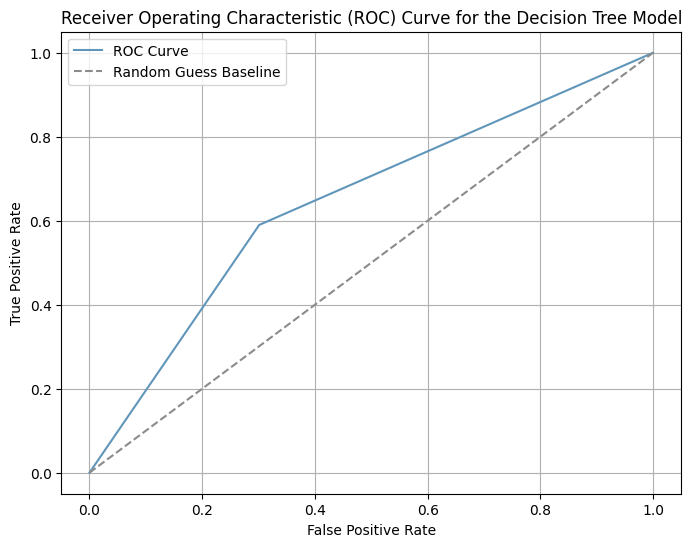 Receiver Operating Characteristic (ROC) Curve for the Decision Tree Model
ROC Curve
Random Guess Baseline
True Positive Rate
1.0
0.8
0.6
0.4
0.2
0.0
0.0 0.2 0.4 0.6 0.8 1.0
False Positive Rate